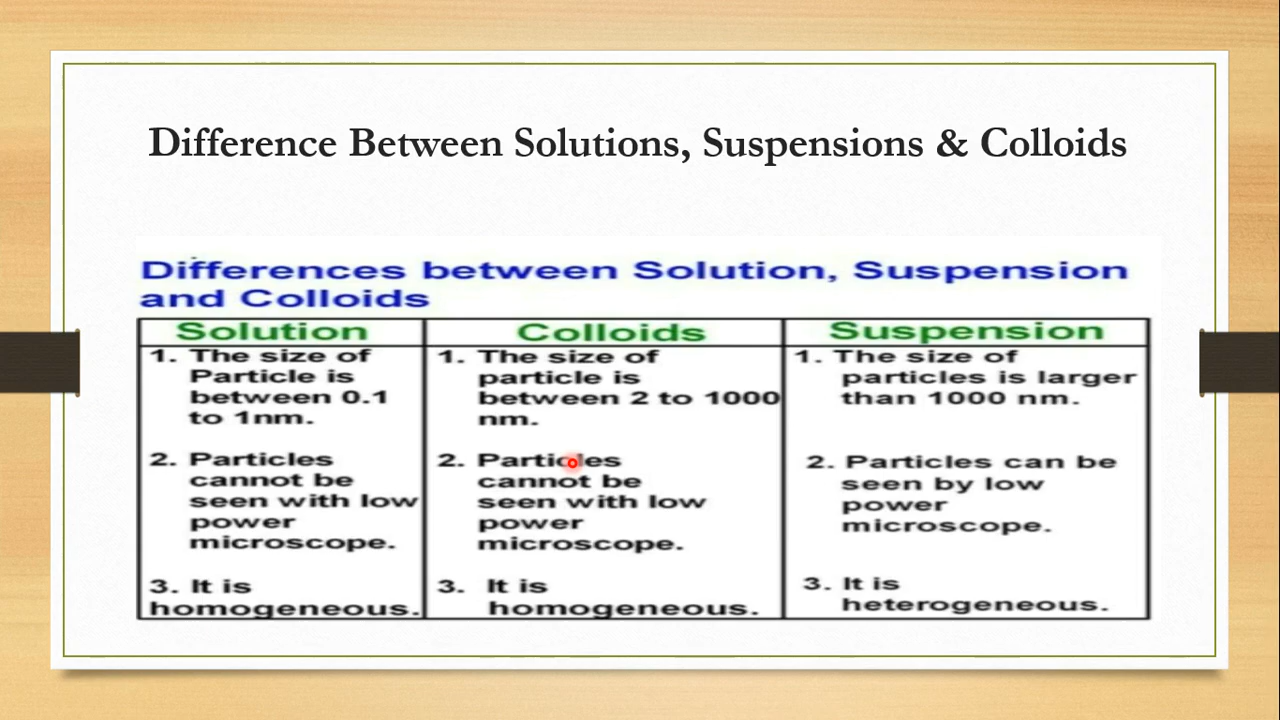 Difference Between Solutions, Suspensions & Colloids
Differences between Solution, Suspension
and Colloids
Solution
1. The size of
Particle is
between 0.1
to 1nm.
2. Particles
cannot be
seen with low
power
microscope.
3. It is
homogeneous.
Colloids
1. The size of
particle is
between 2 to 1000
nm.
2. Particles
cannot be
seen with low
power
microscope.
3. It is
homogeneous.
Suspension
1. The size of
particles is larger
than 1000 nm.
2. Particles can be
seen by low
power
microscope.
3. It is
heterogeneous.